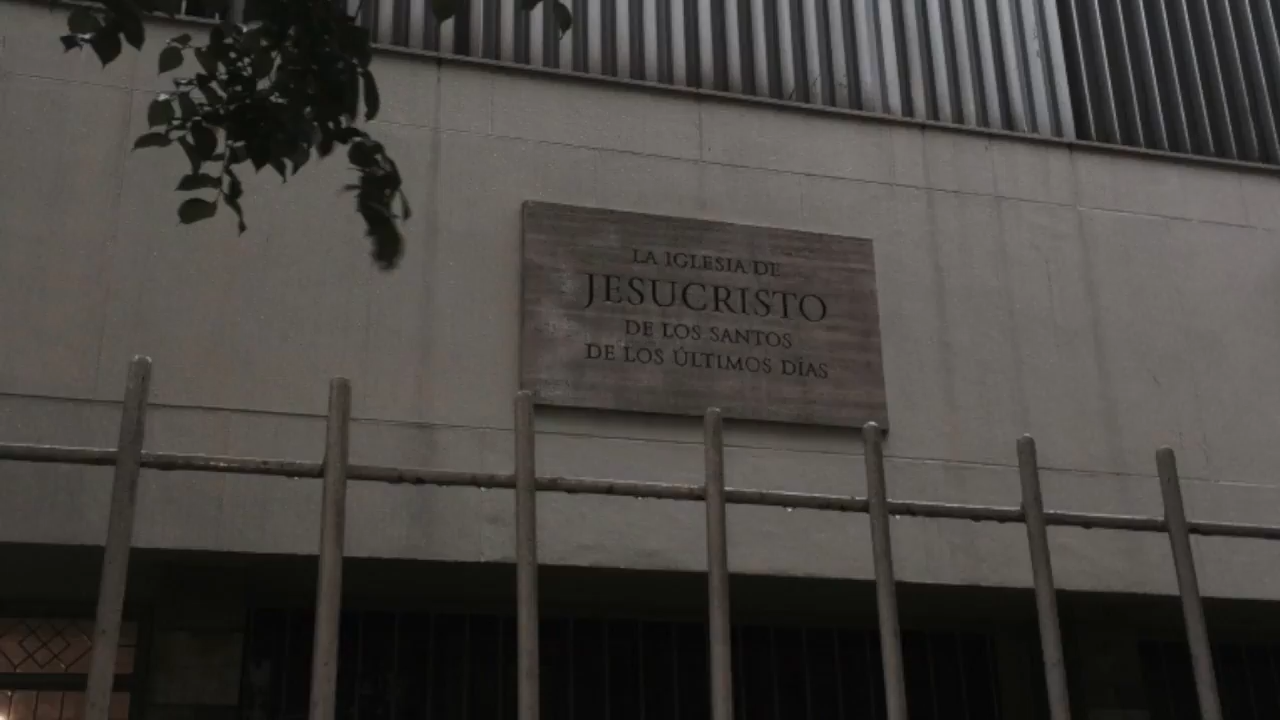 LA IGLESIA DE
JESUCRISTO
DE LOS SANTOS
DE LOS ÚLTIMOS DÍAS